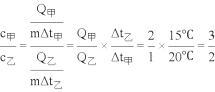 c甲/c乙 = (Q甲/mΔt甲)/(Q乙/mΔt乙) = Q甲/Q乙 × Δt乙/Δt甲 = 2/1 × 15℃/20℃ = 3/2